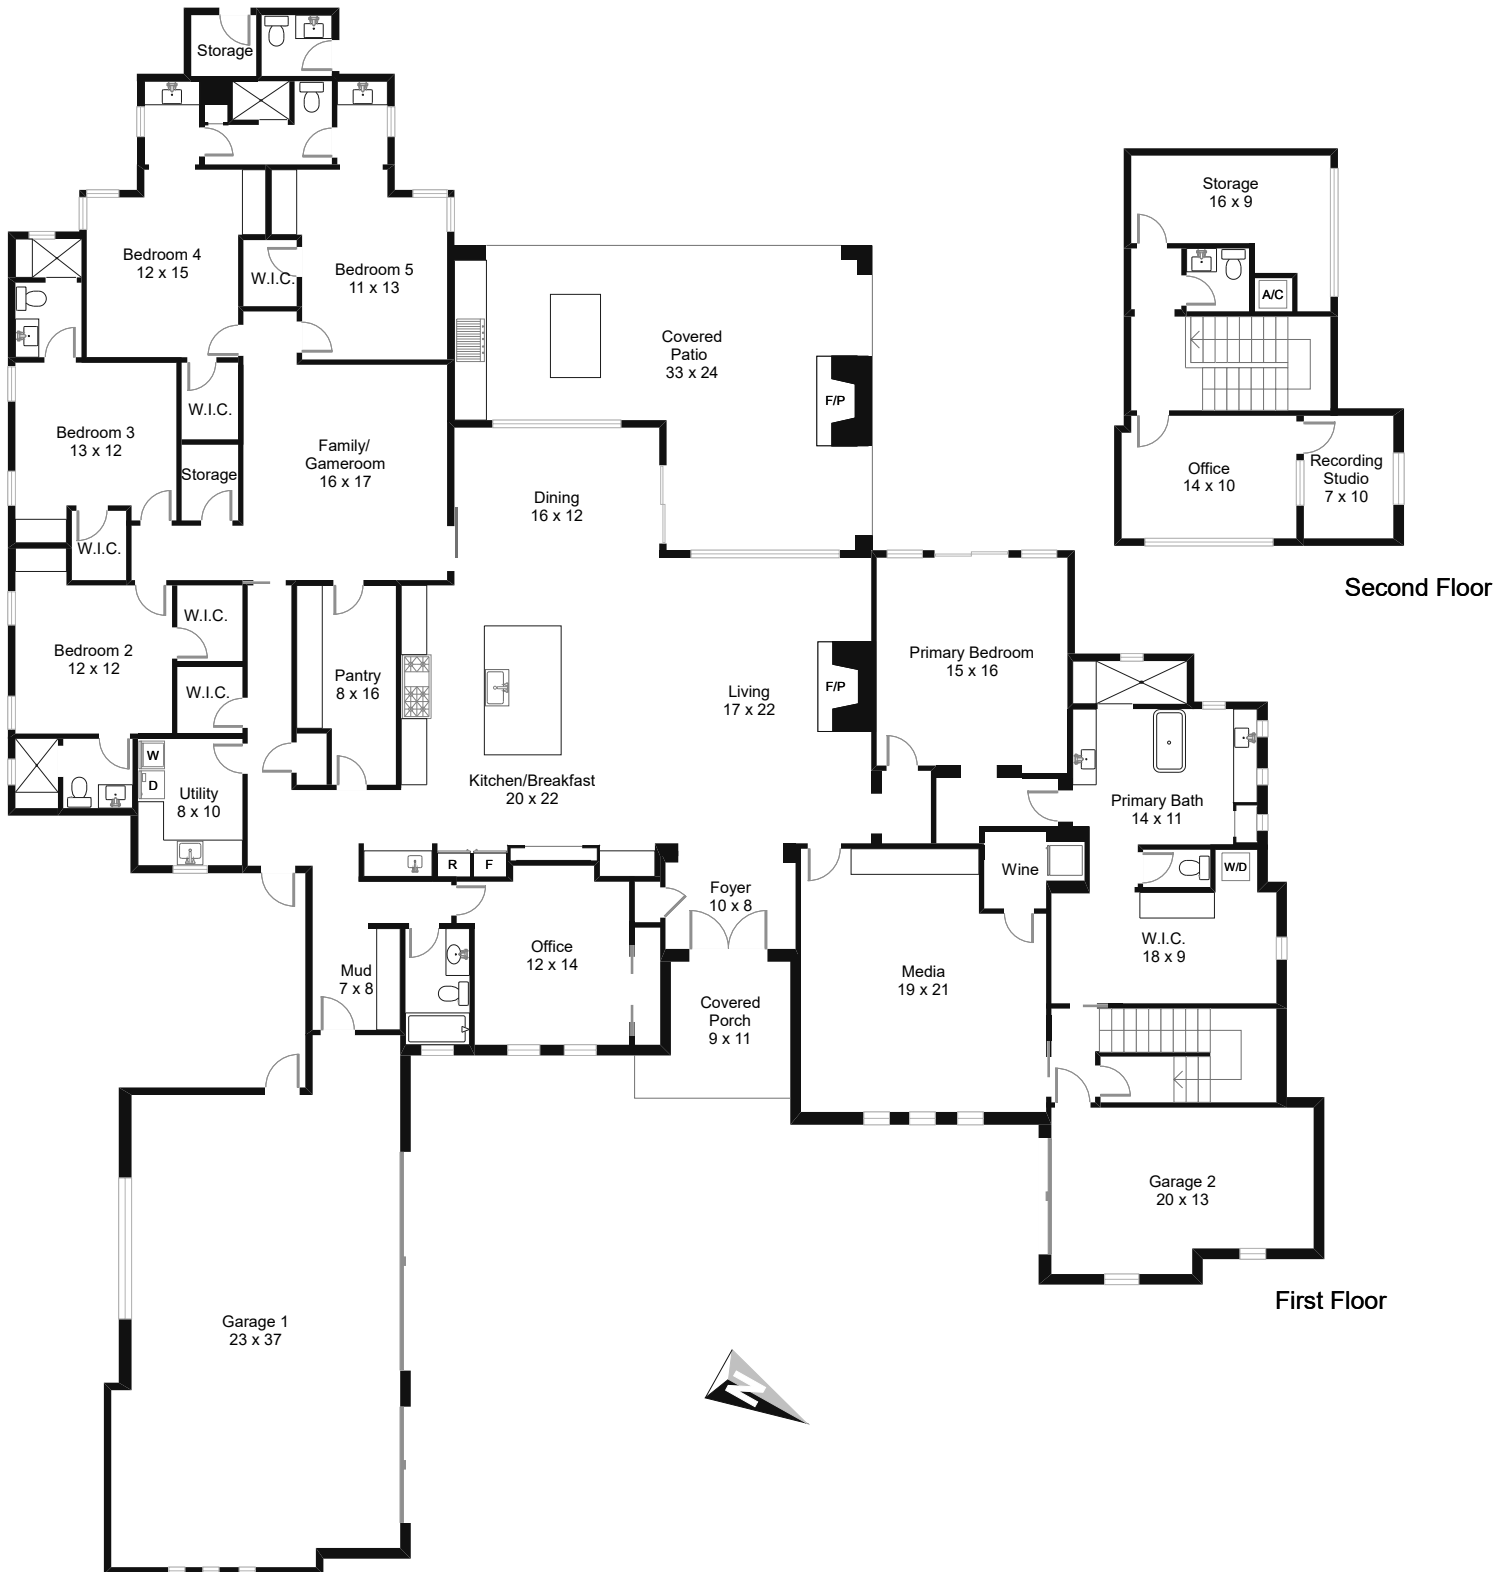 Storage
Bedroom 4
12 x 15
W.I.C.
Bedroom 5
11 x 13
Covered
Patio
33 x 24
F/P
W.I.C.
Bedroom 3
13 x 12
Storage
Family/
Gameroom
16 x 17
Dining
16 x 12
W.I.C.
W.I.C.
Bedroom 2
12 x 12
W.I.C.
Pantry
8 x 16
Living
17 x 22
F/P
Primary Bedroom
15 x 16
W
D
Utility
8 x 10
Kitchen/Breakfast
20 x 22
Primary Bath
14 x 11
R
F
Wine
W/D
Foyer
10 x 8
Office
12 x 14
Mud
7 x 8
Media
19 x 21
W.I.C.
18 x 9
Covered
Porch
9 x 11
Garage 2
20 x 13
Garage 1
23 x 37
N
First Floor
Storage
16 x 9
A/C
Office
14 x 10
Recording
Studio
7 x 10
Second Floor